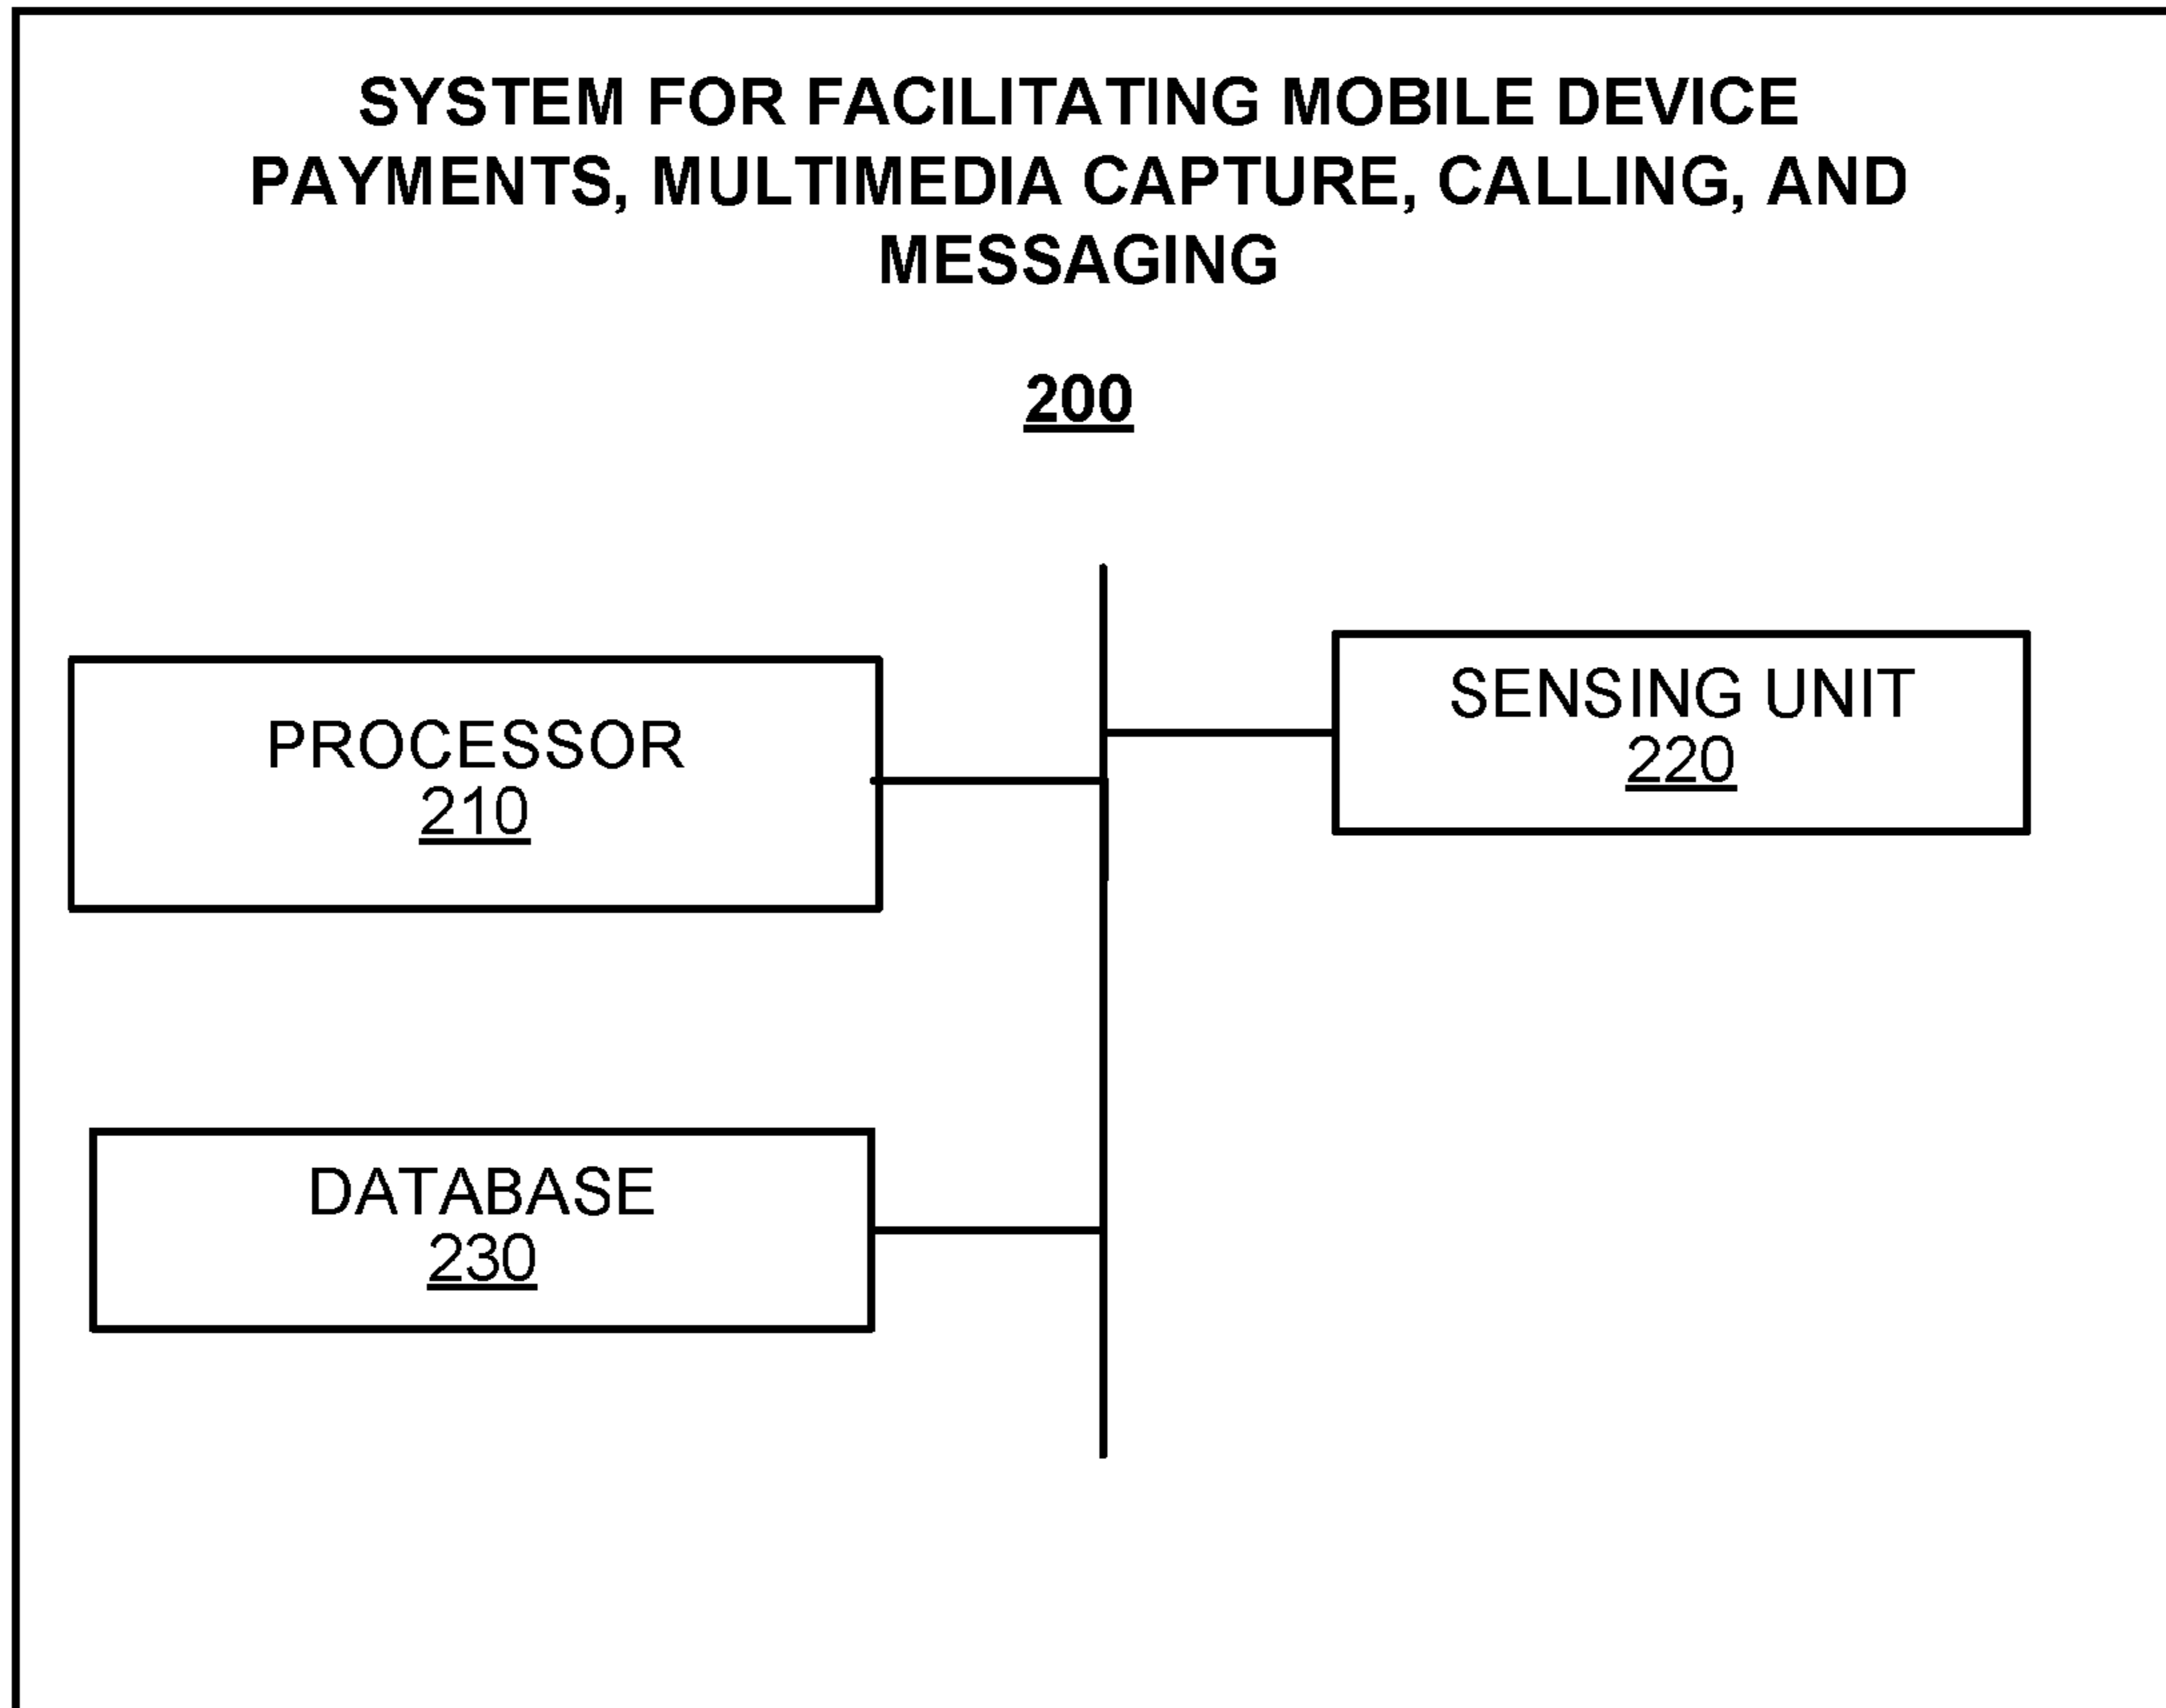 SYSTEM FOR FACILITATING MOBILE DEVICE
PAYMENTS, MULTIMEDIA CAPTURE, CALLING, AND
MESSAGING
200
PROCESSOR
210
SENSING UNIT
220
DATABASE
230